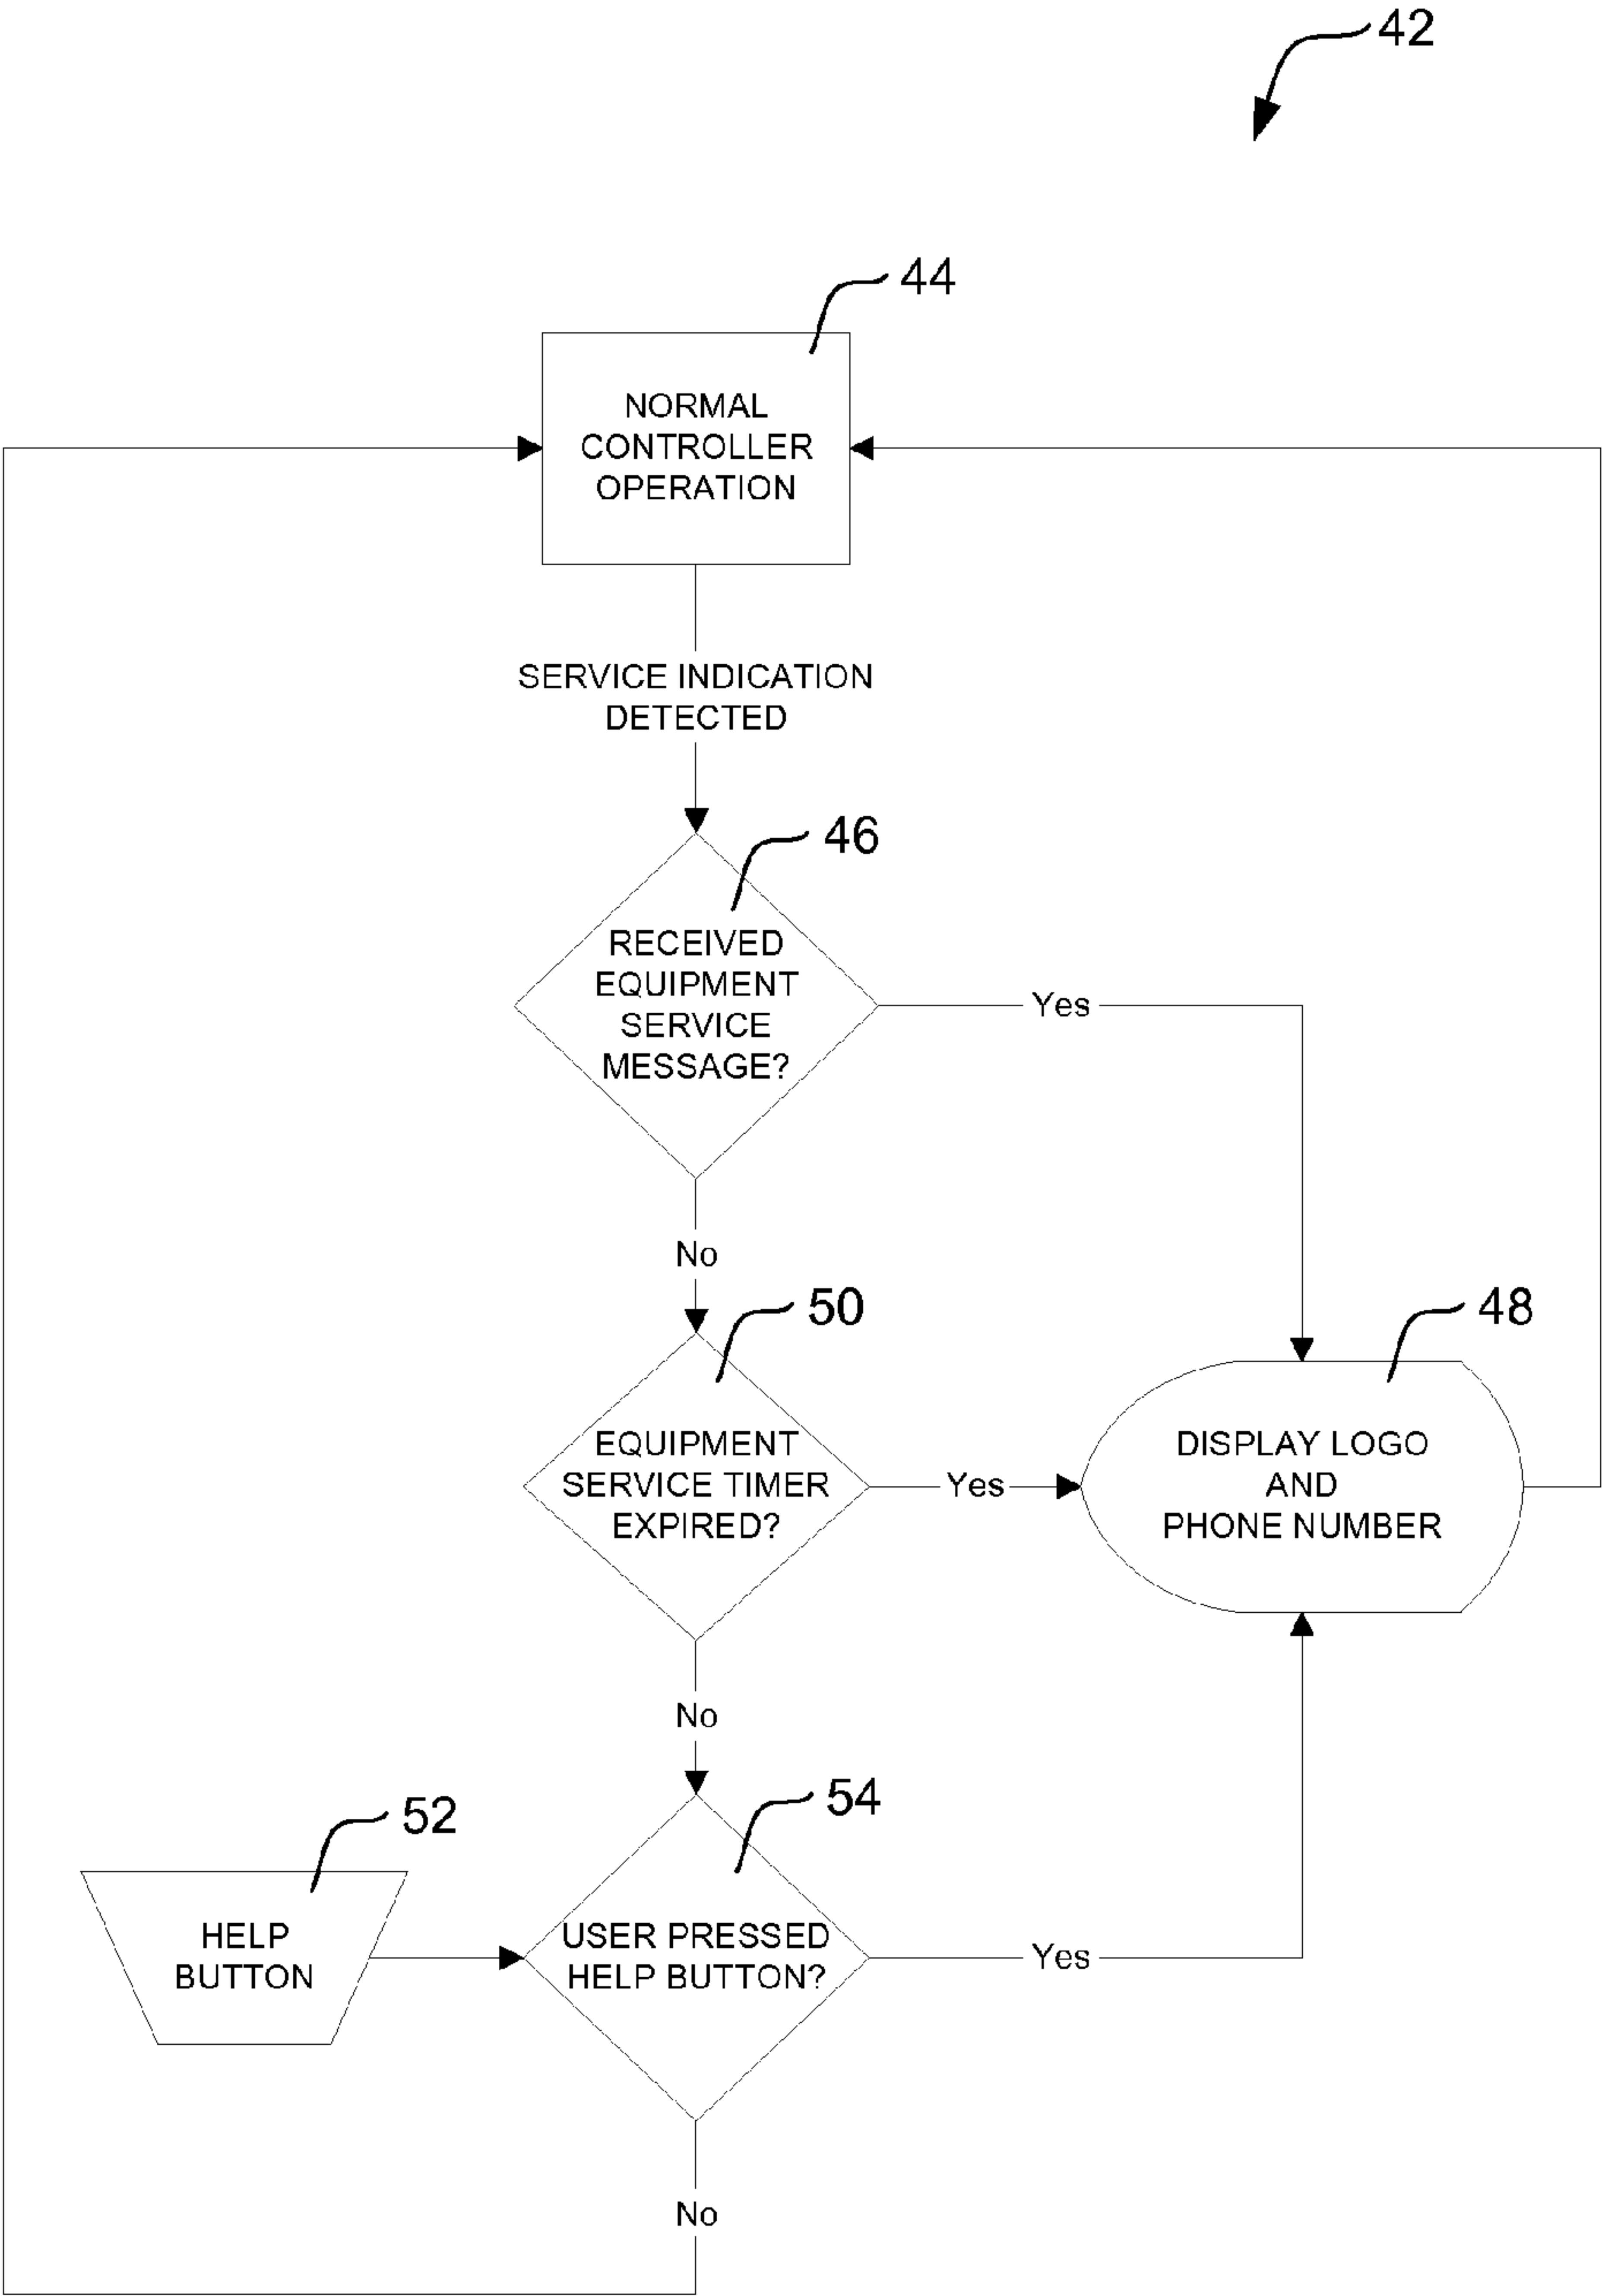 42
44
NORMAL
CONTROLLER
OPERATION
SERVICE INDICATION
DETECTED
46
RECEIVED
EQUIPMENT
SERVICE
MESSAGE?
Yes
No
50
48
EQUIPMENT
SERVICE TIMER
EXPIRED?
Yes
DISPLAY LOGO
AND
PHONE NUMBER
No
54
52
HELP
BUTTON
USER PRESSED
HELP BUTTON?
Yes
No